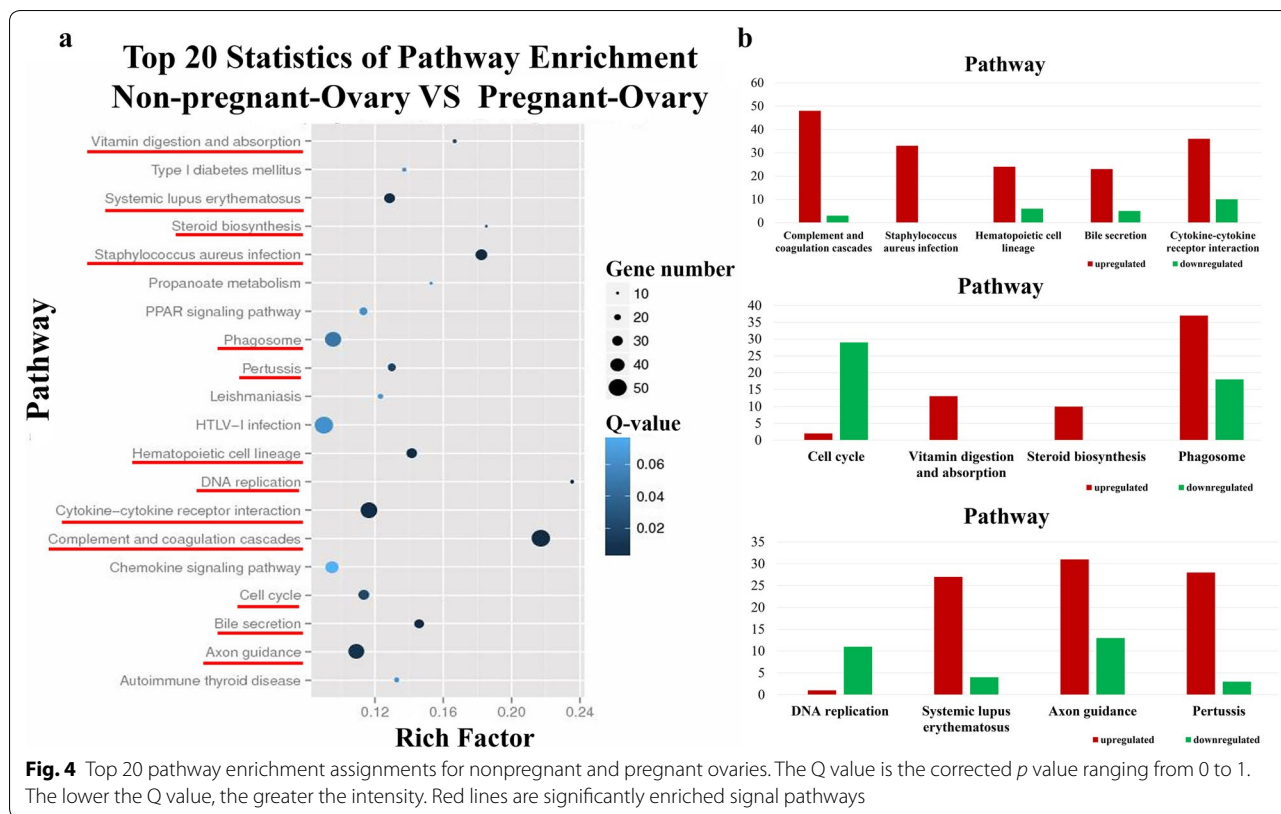 a
Top 20 Statistics of Pathway Enrichment
Non-pregnant-Ovary VS Pregnant-Ovary
Pathway
Vitamin digestion and absorption
Type I diabetes mellitus
Systemic lupus erythematosus
Steroid biosynthesis
Staphylococcus aureus infection
Propanoate metabolism
PPAR signaling pathway
Phagosome
Pertussis
Leishmaniasis
HTLV−I infection
Hematopoietic cell lineage
DNA replication
Cytokine−cytokine receptor interaction
Complement and coagulation cascades
Chemokine signaling pathway
Cell cycle
Bile secretion
Axon guidance
Autoimmune thyroid disease
0.12 0.16 0.20 0.24
Rich Factor
Gene number
10
20
30
40
50
Q-value
0.06
0.04
0.02
b
Pathway
60
50
40
30
20
10
0
Complement and coagulation cascades
Staphylococcus aureus infection
Hematopoietic cell lineage
Bile secretion
Cytokine-cytokine receptor interaction
upregulated downregulated
Pathway
40
35
30
25
20
15
10
5
0
Cell cycle
Vitamin digestion and absorption
Steroid biosynthesis
Phagosome
upregulated downregulated
Pathway
35
30
25
20
15
10
5
0
DNA replication
Systemic lupus erythematosus
Axon guidance
Pertussis
upregulated downregulated
Fig. 4 Top 20 pathway enrichment assignments for nonpregnant and pregnant ovaries. The Q value is the corrected p value ranging from 0 to 1.
The lower the Q value, the greater the intensity. Red lines are significantly enriched signal pathways